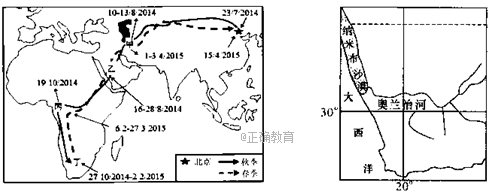 10-13/8/2014
23/7/2014
1-3 4/2015
15/4 2015
乙
19 10/2014
丙
16-28/8/2014
6 2-27 3 2015
丁
27 10/2014-2 2 2015
★ 北京
秋季
春季
@正确教育
纳米布沙漠
奥兰治河
大西洋
30°
20°